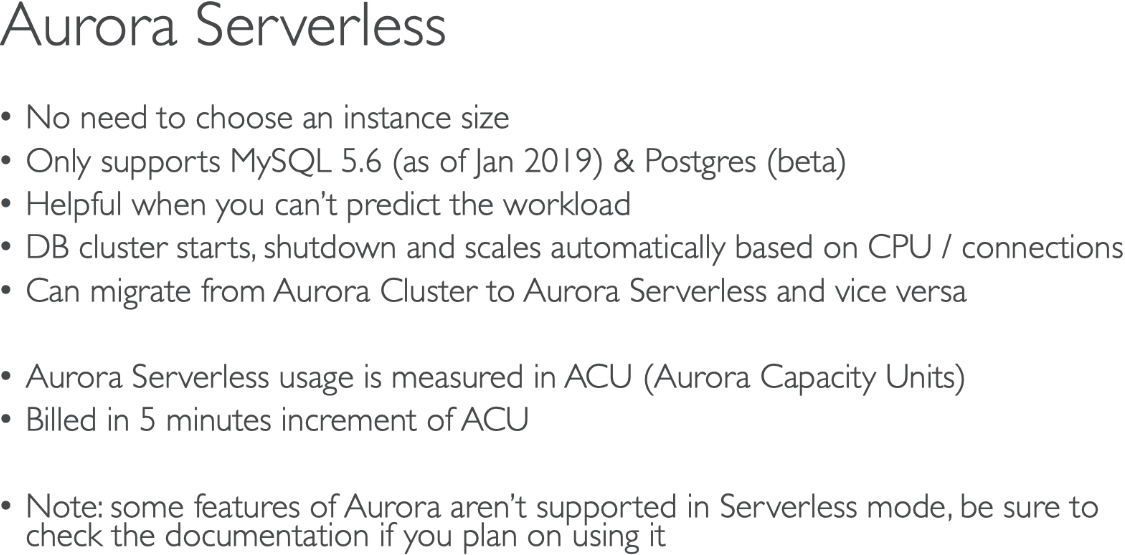 Aurora Serverless
• No need to choose an instance size
• Only supports MySQL 5.6 (as of Jan 2019) & Postgres (beta)
• Helpful when you can’t predict the workload
• DB cluster starts, shutdown and scales automatically based on CPU / connections
• Can migrate from Aurora Cluster to Aurora Serverless and vice versa
• Aurora Serverless usage is measured in ACU (Aurora Capacity Units)
• Billed in 5 minutes increment of ACU
• Note: some features of Aurora aren’t supported in Serverless mode, be sure to
check the documentation if you plan on using it